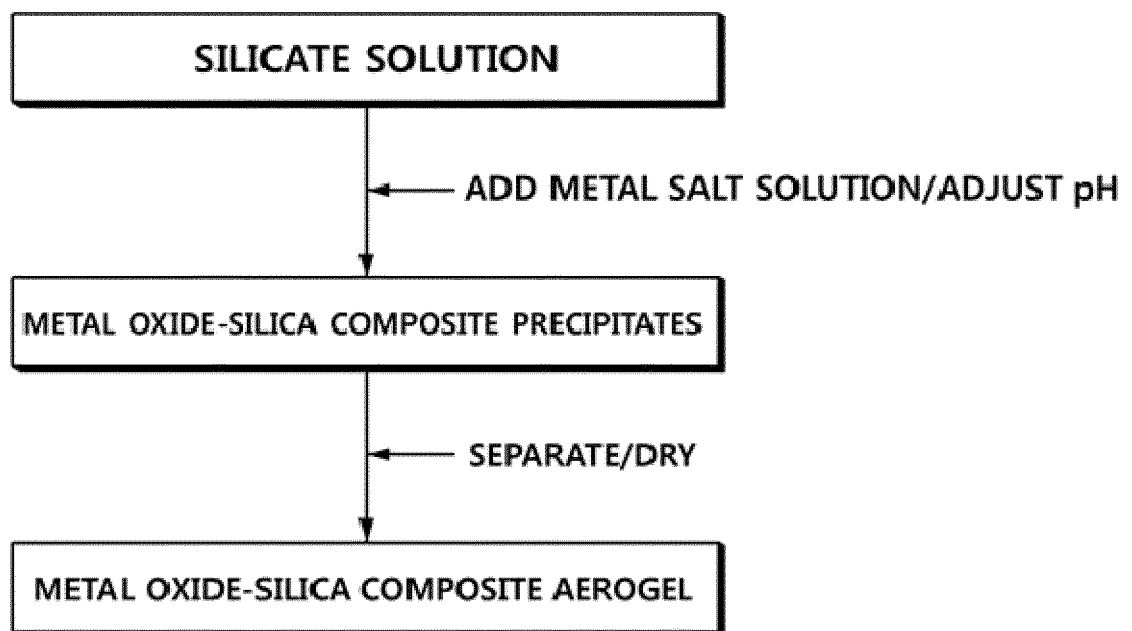 SILICATE SOLUTION
ADD METAL SALT SOLUTION/ADJUST pH
METAL OXIDE-SILICA COMPOSITE PRECIPITATES
SEPARATE/DRY
METAL OXIDE-SILICA COMPOSITE AEROGEL